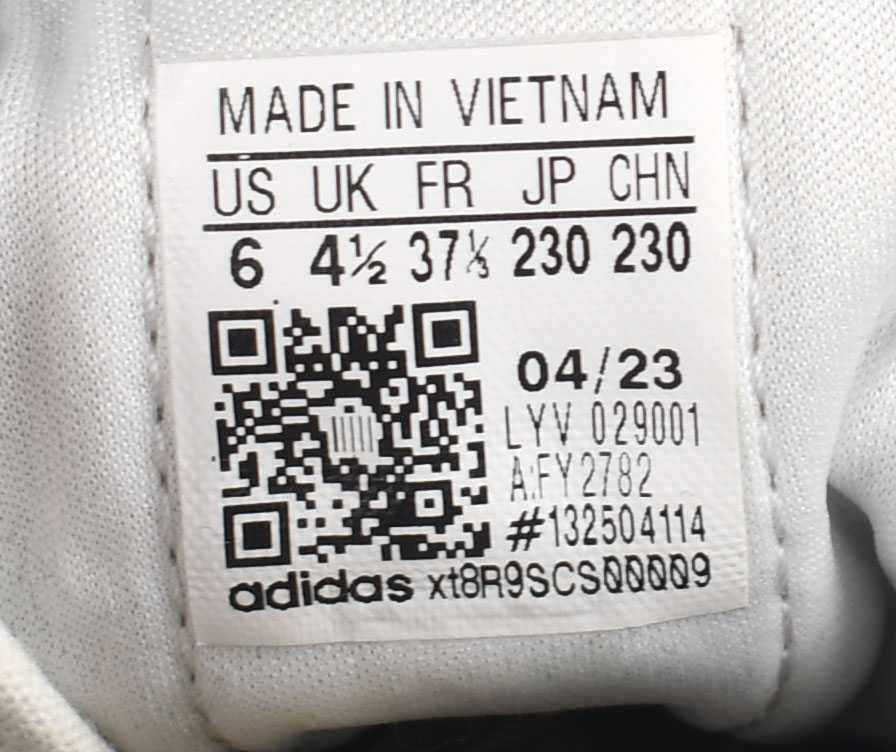 MADE IN VIETNAM
US UK FR JP CHN
6 4½ 37⅓ 230 230
04/23
LYV 029001
A:FY2782
#132504114
adidas xt8R9SCS00009